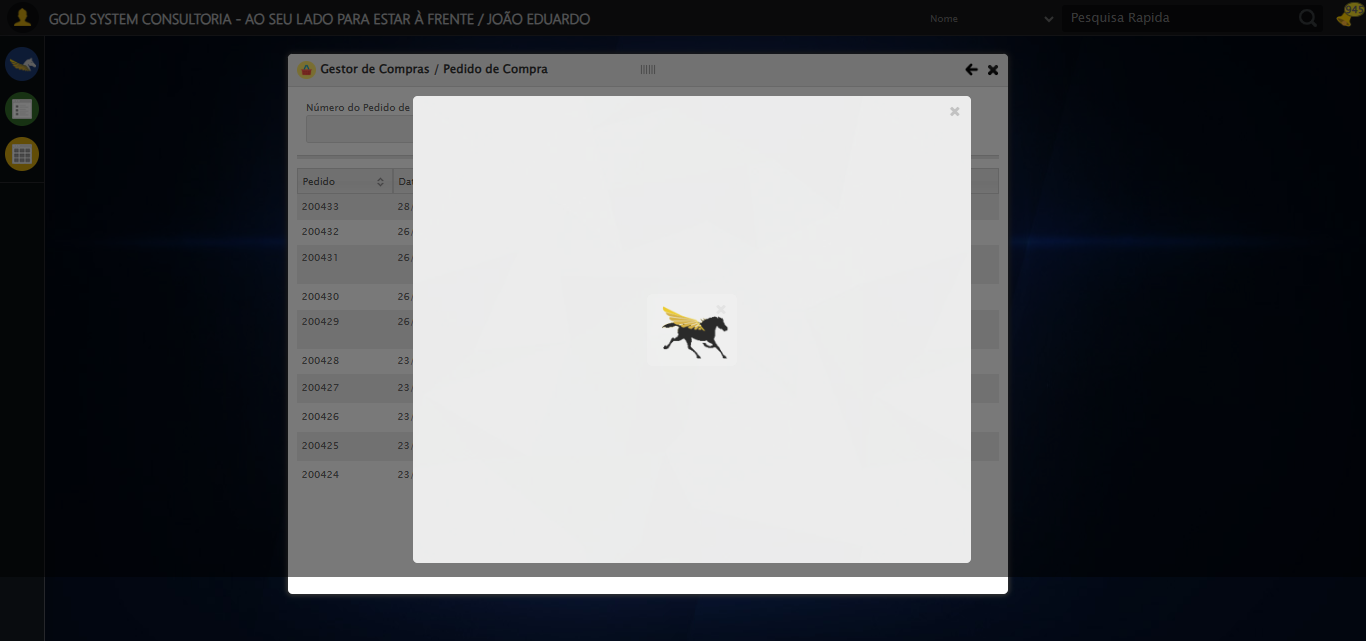 GOLD SYSTEM CONSULTORIA - AO SEU LADO PARA ESTAR À FRENTE / JOÃO EDUARDO
Nome
Pesquisa Rapida
945
Gestor de Compras / Pedido de Compra
Número do Pedido de
Pedido Dat
200433 28/
200432 26/
200431 26/
200430 26/
200429 26/
200428 23/
200427 23/
200426 23/
200425 23/
200424 23/